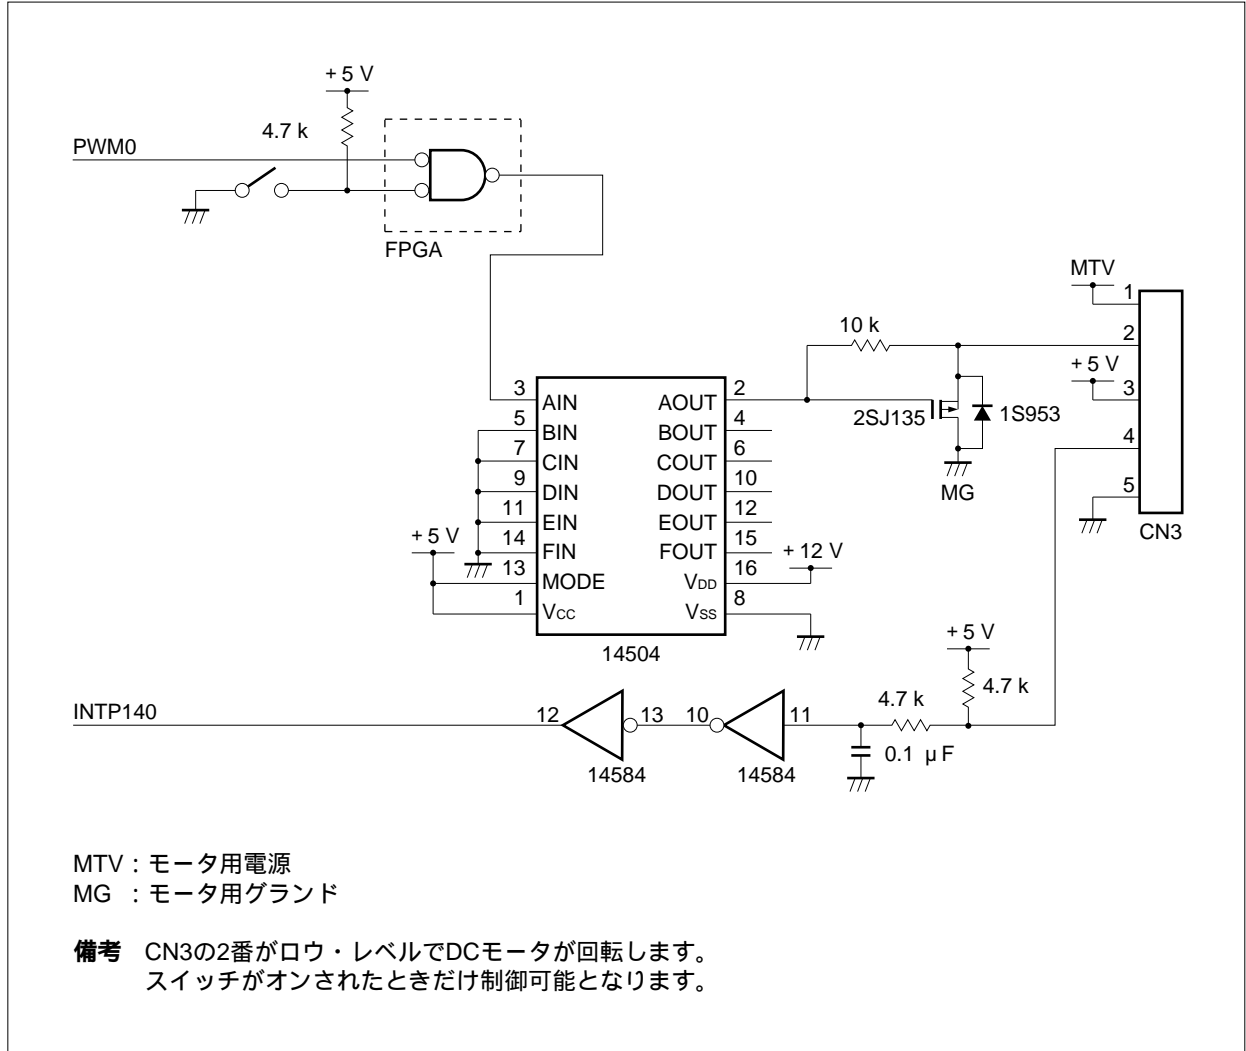 +5 V
4.7 k
PWM0
FPGA
MTV
1
10 k
2
+5 V
3
3 AIN AOUT 2
2SJ135
1S953
5 BIN BOUT 4
4
7 CIN COUT 6
9 DIN DOUT 10
MG
5
11 EIN EOUT 12
CN3
+5 V
14 FIN FOUT 15
+12 V
13 MODE VDD 16
1 VCC VSS 8
14504
+5 V
4.7 k
4.7 k
INTP140
12
13
10
11
0.1 μF
14584
14584
MTV：モータ用電源
MG ：モータ用グランド
備考 CN3の2番がロウ・レベルでDCモータが回転します。
スイッチがオンされたときだけ制御可能となります。